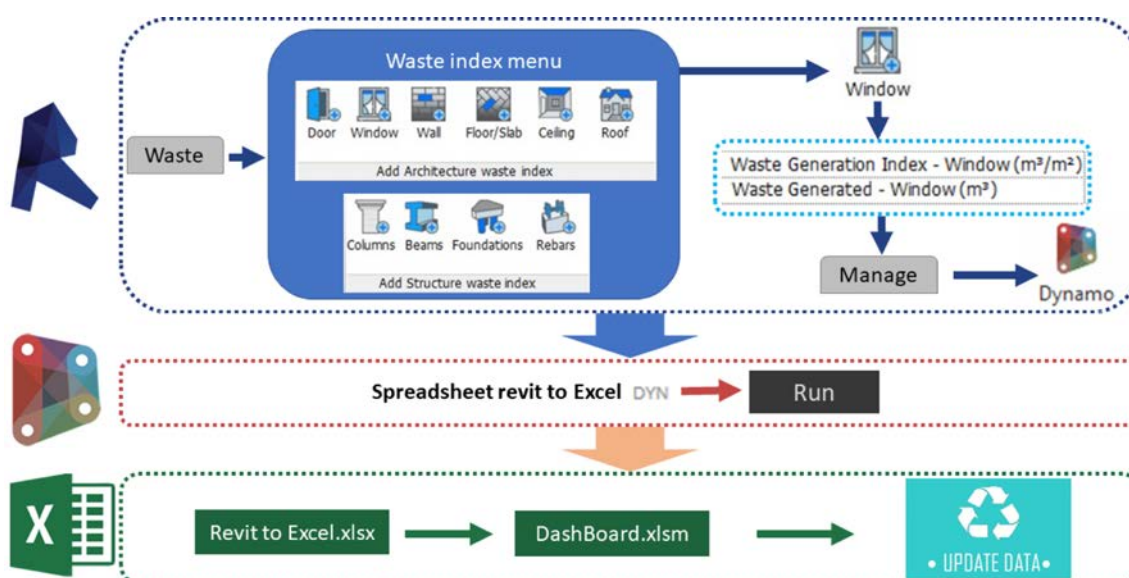 Waste
Waste index menu
Door Window Wall Floor/Slab Ceiling Roof
Add Architecture waste index
Columns Beams Foundations Rebars
Add Structure waste index
Window
Waste Generation Index - Window (m³/m²)
Waste Generated - Window (m³)
Manage
Dynamo
Spreadsheet revit to Excel DYN
Run
X
Revit to Excel.xlsx
DashBoard.xlsm
• UPDATE DATA •